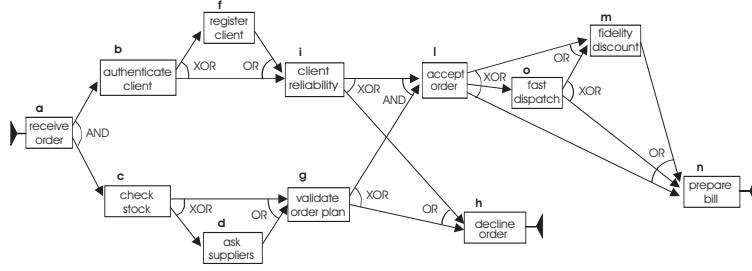 a
receive
order
AND
b
authenticate
client
XOR
f
register
client
OR
i
client
reliability
XOR
AND
c
check
stock
XOR
d
ask
suppliers
OR
g
validate
order plan
XOR
OR
h
decline
order
l
accept
order
XOR
o
fast
dispatch
XOR
OR
m
fidelity
discount
OR
n
prepare
bill